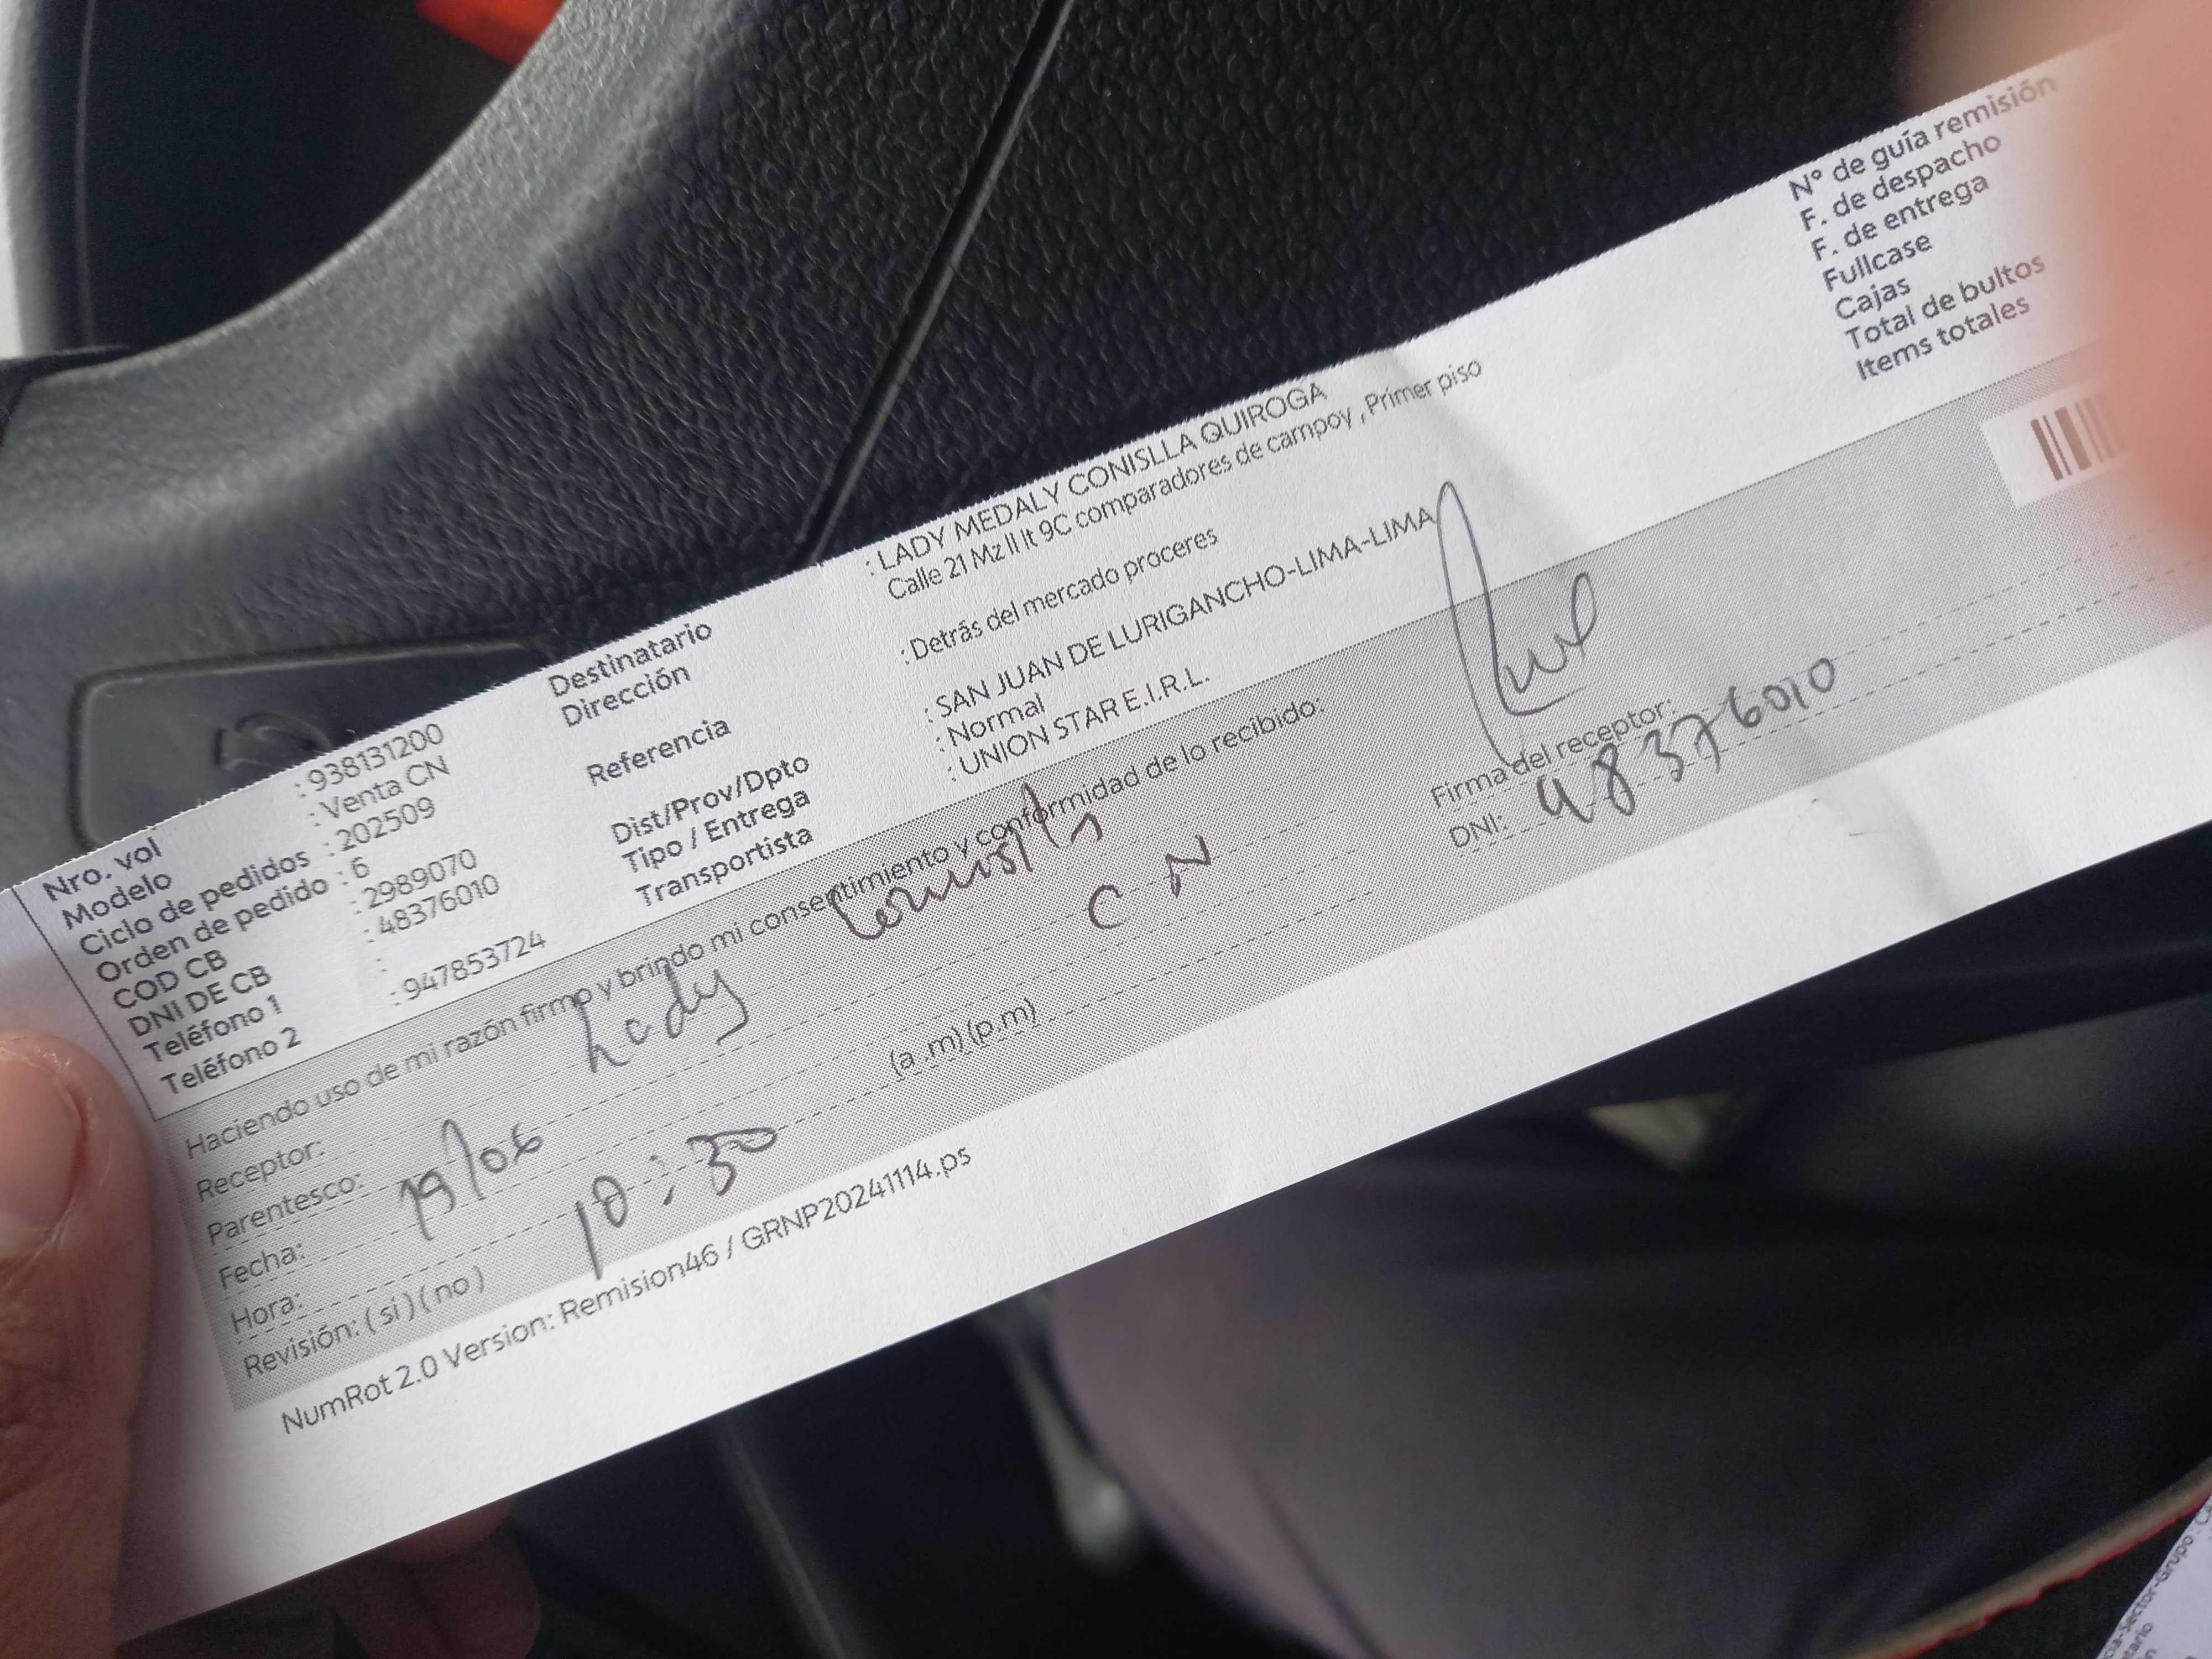 Nro. vol : 938131200
Modelo : Venta CN
Ciclo de pedidos : 202509
Orden de pedido : 6
COD CB : 2989070
DNI DE CB : 48376010
Teléfono 1 :
Teléfono 2 : 947853724
Destinatario : LADY MEDALY CONISLLA QUIROGA
Dirección Calle 21 Mz II lt 9C comparadores de campoy , Primer piso
Referencia : Detrás del mercado proceres
Dist/Prov/Dpto : SAN JUAN DE LURIGANCHO-LIMA-LIMA
Tipo / Entrega : Normal
Transportista : UNION STAR E.I.R.L.
N° de guía remisión
F. de despacho
F. de entrega
Fullcase
Cajas
Total de bultos
Items totales
Haciendo uso de mi razón firmo y brindo mi consentimiento y conformidad de lo recibido:
Receptor: Lady Conislla
Parentesco: C N
Fecha: 19/06
Hora: 10:30 (a .m) (p.m)
Revisión: ( si ) ( no )
Firma del receptor:
DNI: 48376010
NumRot 2.0 Version: Remision46 / GRNP20241114.ps